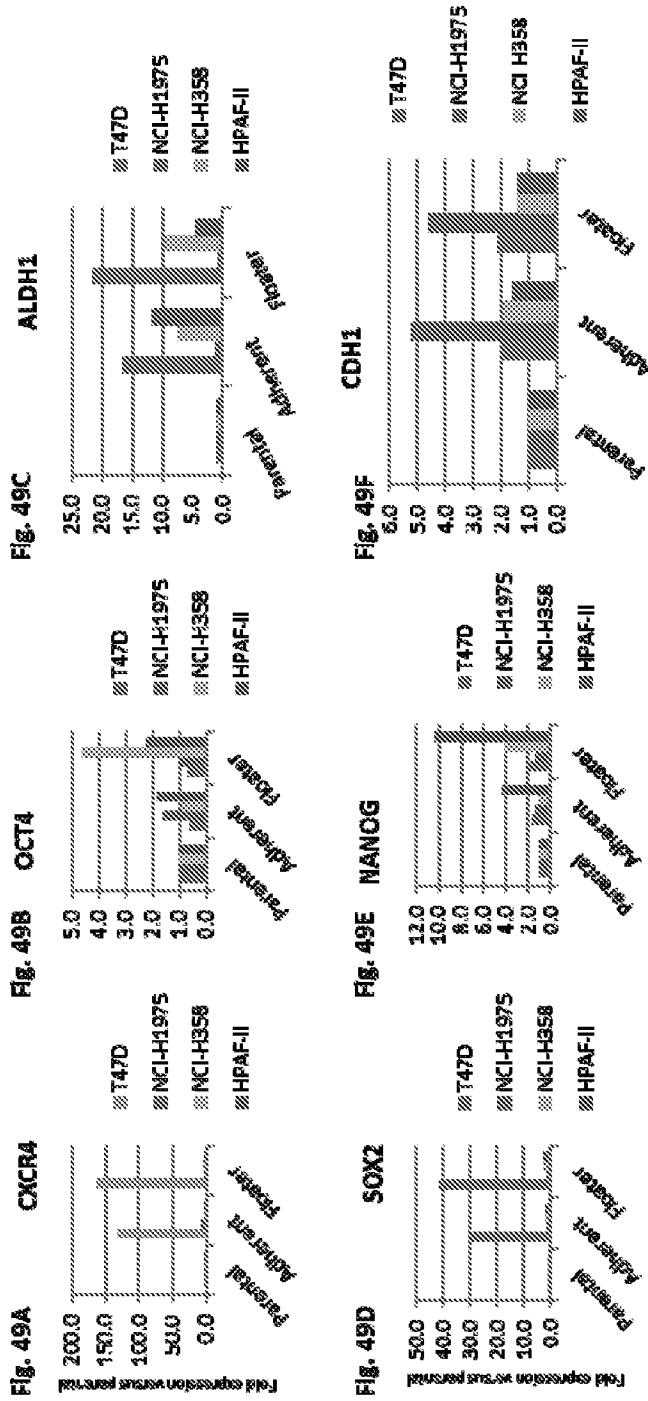 Fig. 49A
CXCR4
Fold expression versus parental
200.0
150.0
100.0
50.0
0.0
Parental
Adherent
Floater
T47D
NCI-H1975
NCI-H358
HPAF-II
Fig. 49B
OCT4
5.0
4.0
3.0
2.0
1.0
0.0
Parental
Adherent
Floater
T47D
NCI-H1975
NCI-H358
HPAF-II
Fig. 49C
ALDH1
25.0
20.0
15.0
10.0
5.0
0.0
Parental
Adherent
Floater
T47D
NCI-H1975
NCI-H358
HPAF-II
Fig. 49D
SOX2
Fold expression versus parental
50.0
40.0
30.0
20.0
10.0
0.0
Parental
Adherent
Floater
T47D
NCI-H1975
NCI-H358
HPAF-II
Fig. 49E
NANOG
12.0
10.0
8.0
6.0
4.0
2.0
0.0
Parental
Adherent
Floater
T47D
NCI-H1975
NCI-H358
HPAF-II
Fig. 49F
CDH1
6.0
5.0
4.0
3.0
2.0
1.0
0.0
Parental
Adherent
Floater
T47D
NCI-H1975
NCI H358
HPAF-II